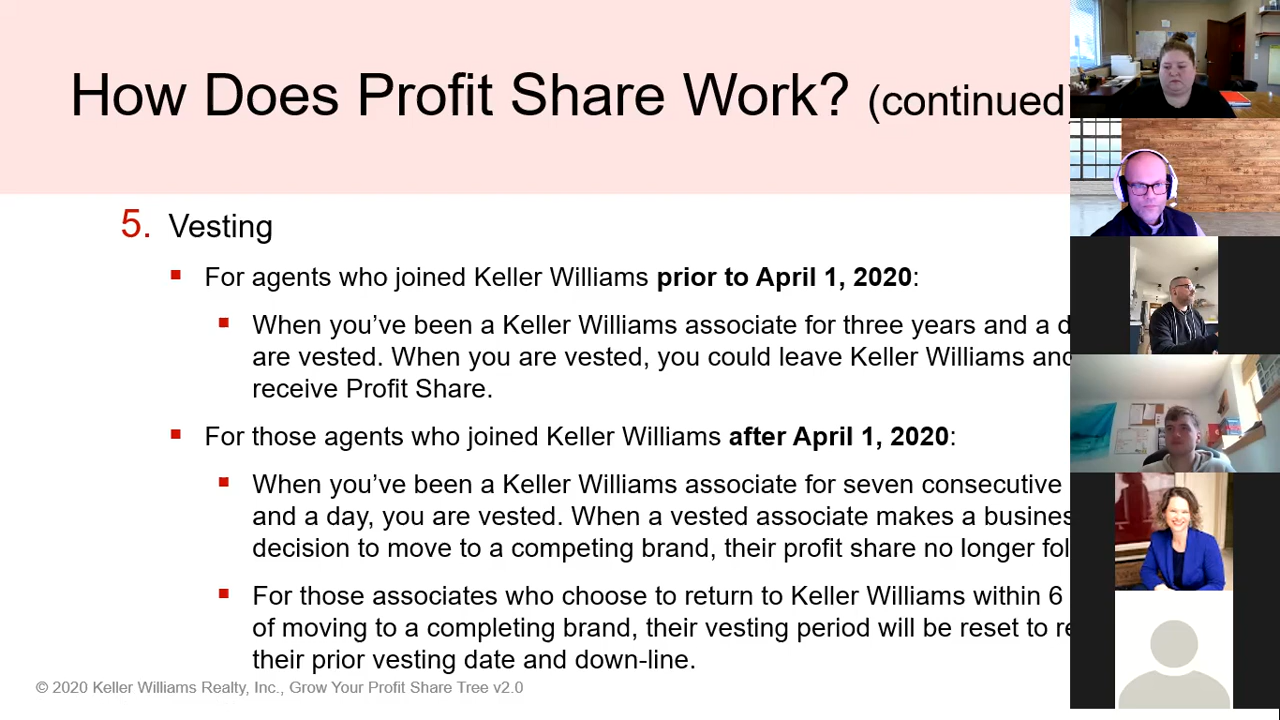 How Does Profit Share Work? (continued
5. Vesting
▪ For agents who joined Keller Williams prior to April 1, 2020:
▪ When you’ve been a Keller Williams associate for three years and a
are vested. When you are vested, you could leave Keller Williams
receive Profit Share.
▪ For those agents who joined Keller Williams after April 1, 2020:
▪ When you’ve been a Keller Williams associate for seven consecutive
and a day, you are vested. When a vested associate makes a
decision to move to a competing brand, their profit share no longer
▪ For those associates who choose to return to Keller Williams within 6
of moving to a completing brand, their vesting period will be reset to
their prior vesting date and down-line.
© 2020 Keller Williams Realty, Inc., Grow Your Profit Share Tree v2.0